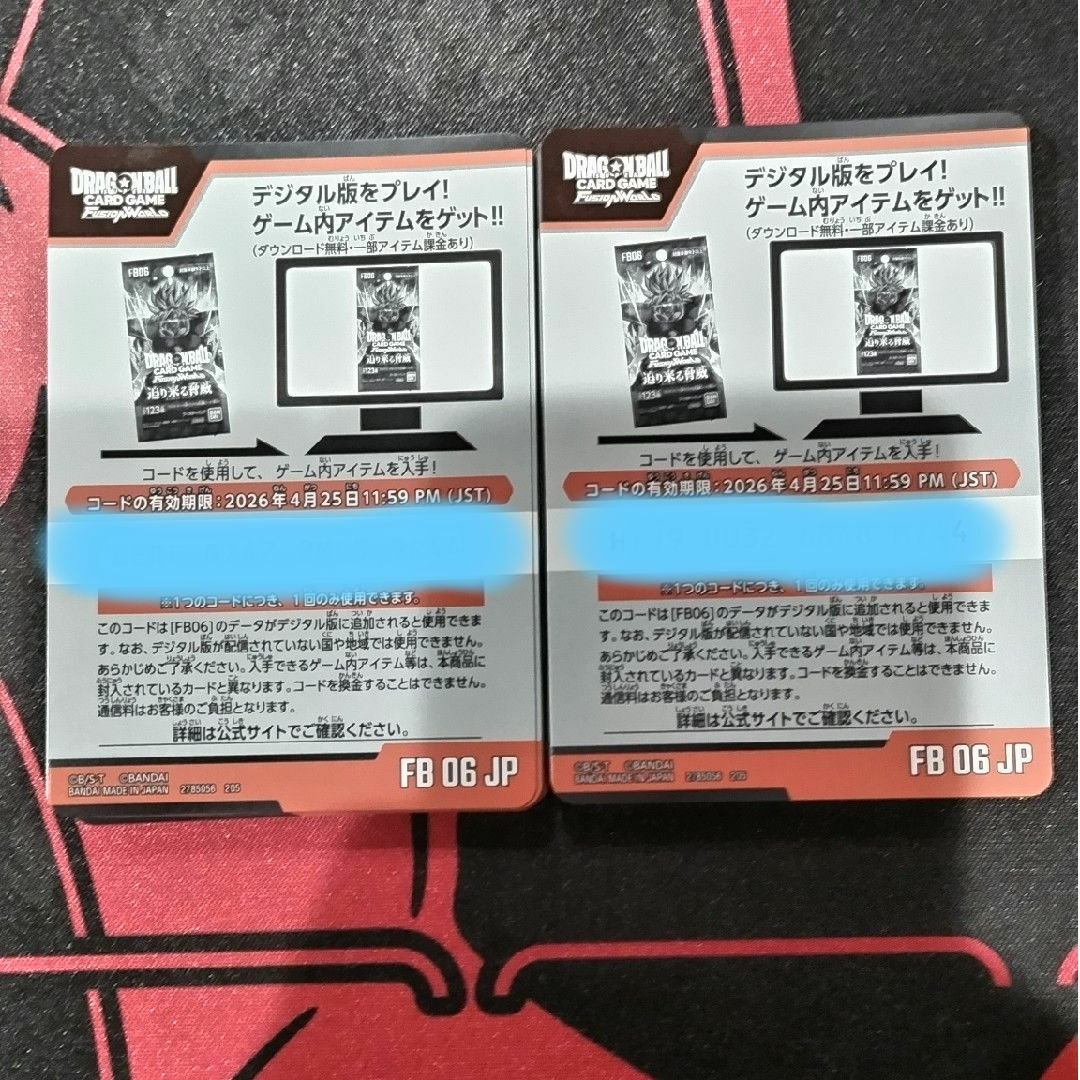 DRAGON BALL
CARD GAME
FUSION WORLD
デジタル版をプレイ!
ゲーム内アイテムをゲット!!
(ダウンロード無料・一部アイテム課金あり)
FB06
DRAGON BALL
CARD GAME
迫り来る脅威
FB06
DRAGON BALL
CARD GAME
迫り来る脅威
コードを使用して、ゲーム内アイテムを入手!
コードの有効期限:2026年4月25日11:59 PM (JST)
※1つのコードにつき、1回のみ使用できます。
このコードは[FB06]のデータがデジタル版に追加されると使用できま
す。なお、デジタル版が配信されていない国や地域では使用できません。
あらかじめご了承ください。入手できるゲーム内アイテム等は、本商品に
封入されているカードと異なります。コードを換金することはできません。
通信料はお客様のご負担となります。
詳細は公式サイトでご確認ください。
©B/S・T ©BANDAI
BANDAI MADE IN JAPAN 2785056 205
FB 06 JP
DRAGON BALL
CARD GAME
FUSION WORLD
デジタル版をプレイ!
ゲーム内アイテムをゲット!!
(ダウンロード無料・一部アイテム課金あり)
FB06
DRAGON BALL
CARD GAME
迫り来る脅威
FB06
DRAGON BALL
CARD GAME
迫り来る脅威
コードを使用して、ゲーム内アイテムを入手!
コードの有効期限:2026年4月25日11:59 PM (JST)
※1つのコードにつき、1回のみ使用できます。
このコードは[FB06]のデータがデジタル版に追加されると使用できま
す。なお、デジタル版が配信されていない国や地域では使用できません。
あらかじめご了承ください。入手できるゲーム内アイテム等は、本商品に
封入されているカードと異なります。コードを換金することはできません。
通信料はお客様のご負担となります。
詳細は公式サイトでご確認ください。
©B/S・T ©BANDAI
BANDAI MADE IN JAPAN 2785056 205
FB 06 JP